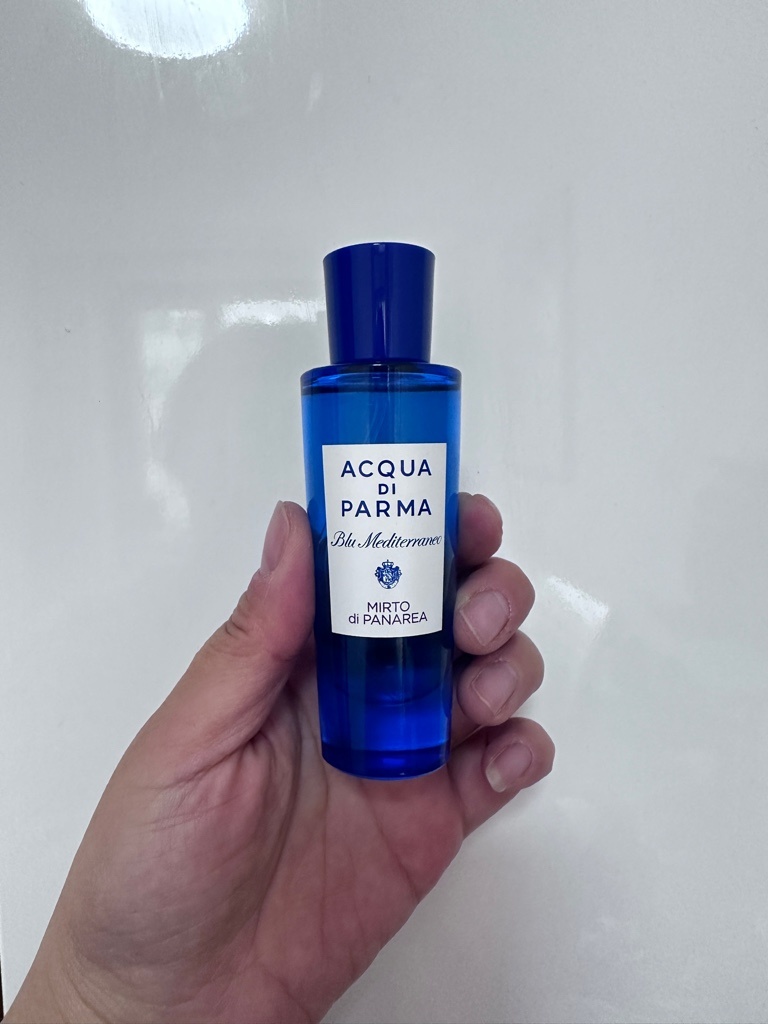 ACQUA
DI
PARMA
Blu Mediterraneo
MIRTO
di PANAREA